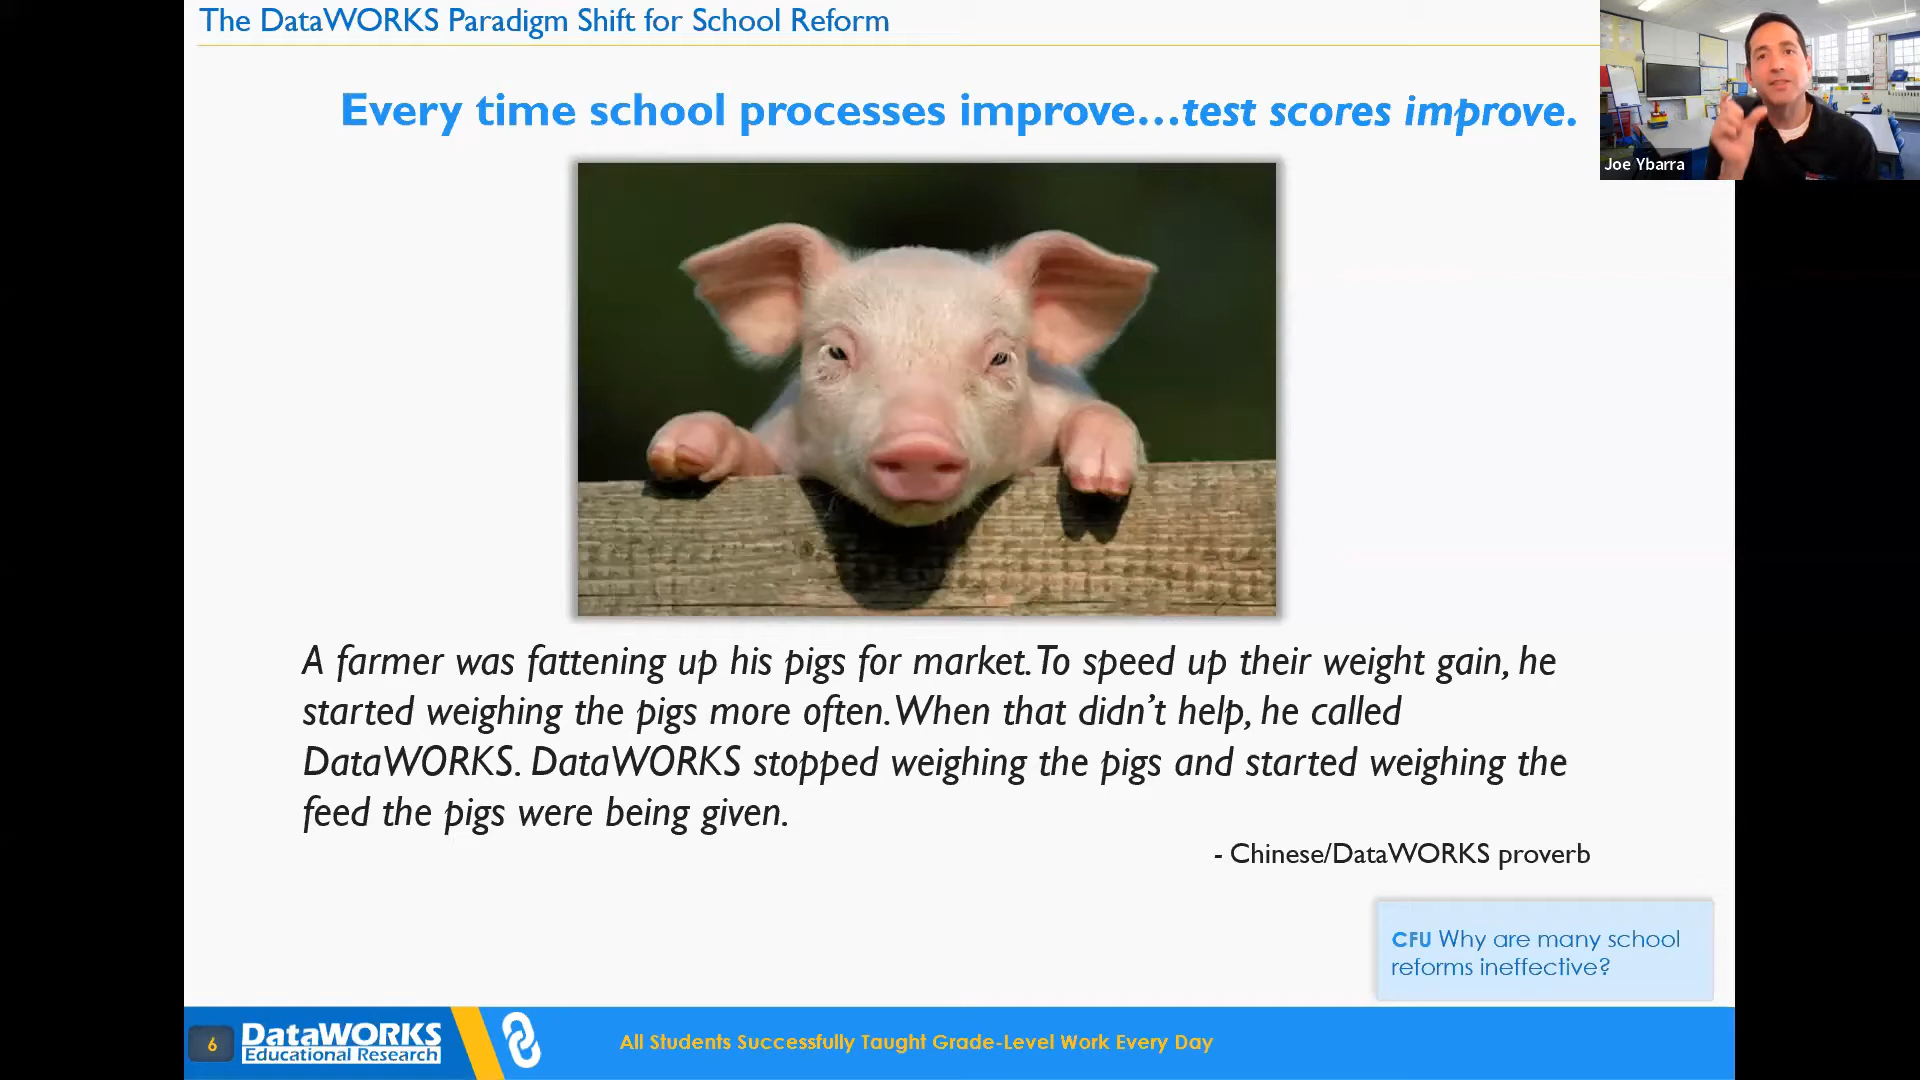 The DataWORKS Paradigm Shift for School Reform
Every time school processes improve...test scores improve.
Joe Ybarra
A farmer was fattening up his pigs for market. To speed up their weight gain, he
started weighing the pigs more often. When that didn't help, he called
DataWORKS. DataWORKS stopped weighing the pigs and started weighing the
feed the pigs were being given.
- Chinese/DataWORKS proverb
CFU Why are many school
reforms ineffective?
6
DataWORKS
Educational Research
All Students Successfully Taught Grade-Level Work Every Day